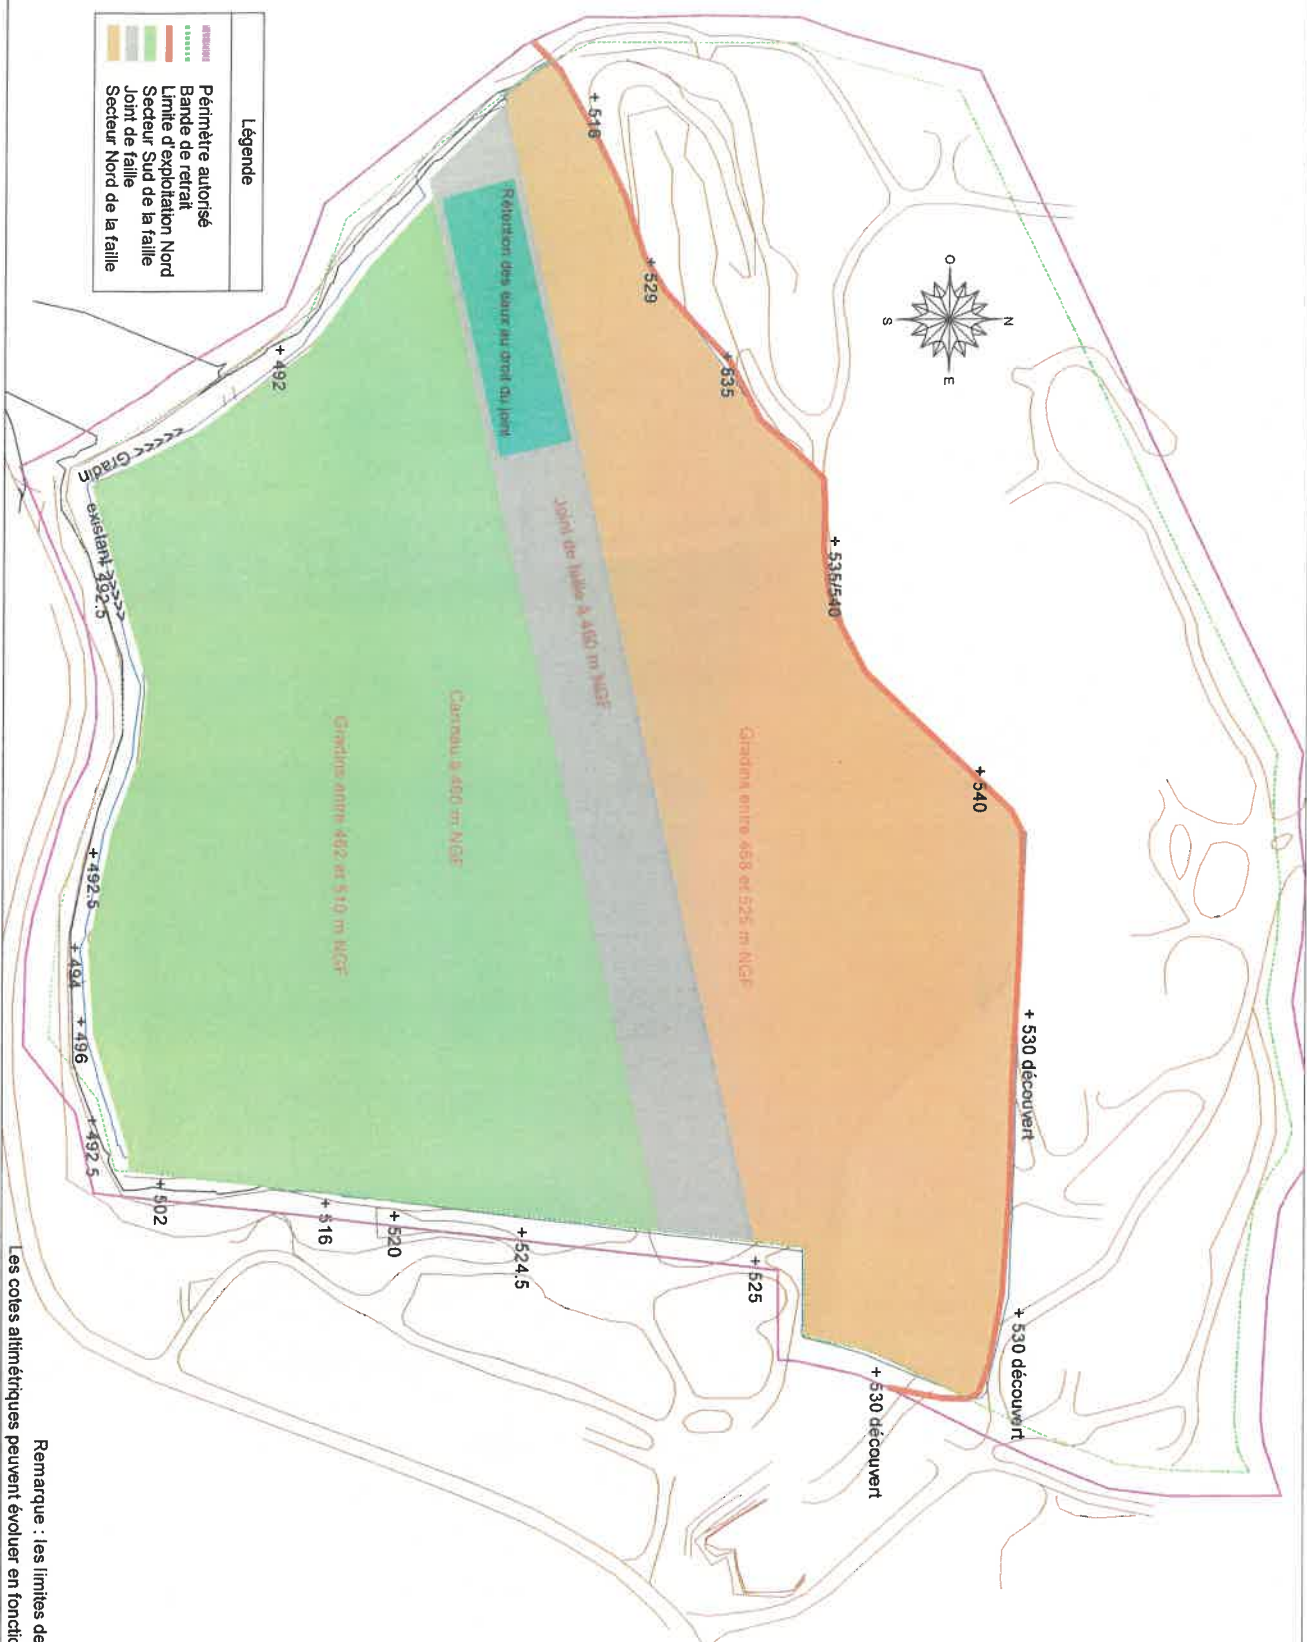 Légende
Périmètre autorisé
Bande de retrait
Limite d'exploitation Nord
Secteur Sud de la faille
Joint de faille
Secteur Nord de la faille
N
O
E
S
+ 516
+ 529
+ 535
+ 535/540
+ 540
+ 530 découvert
+ 530 découvert
+ 530 découvert
+ 525
+ 524.5
+ 520
+ 516
+ 502
+ 492.5
+ 496
+ 494
+ 492.5
+ 492.5
+ 492
<<<<< Gradin
existant >>>>>
Rétention des eaux au droit du joint
Joint de faille à 460 m NGF
Gradins entre 468 et 525 m NGF
Carreau à 460 m NGF
Gradins entre 462 et 510 m NGF
Remarque : les limites de
Les cotes altimétriques peuvent évoluer en fonctio